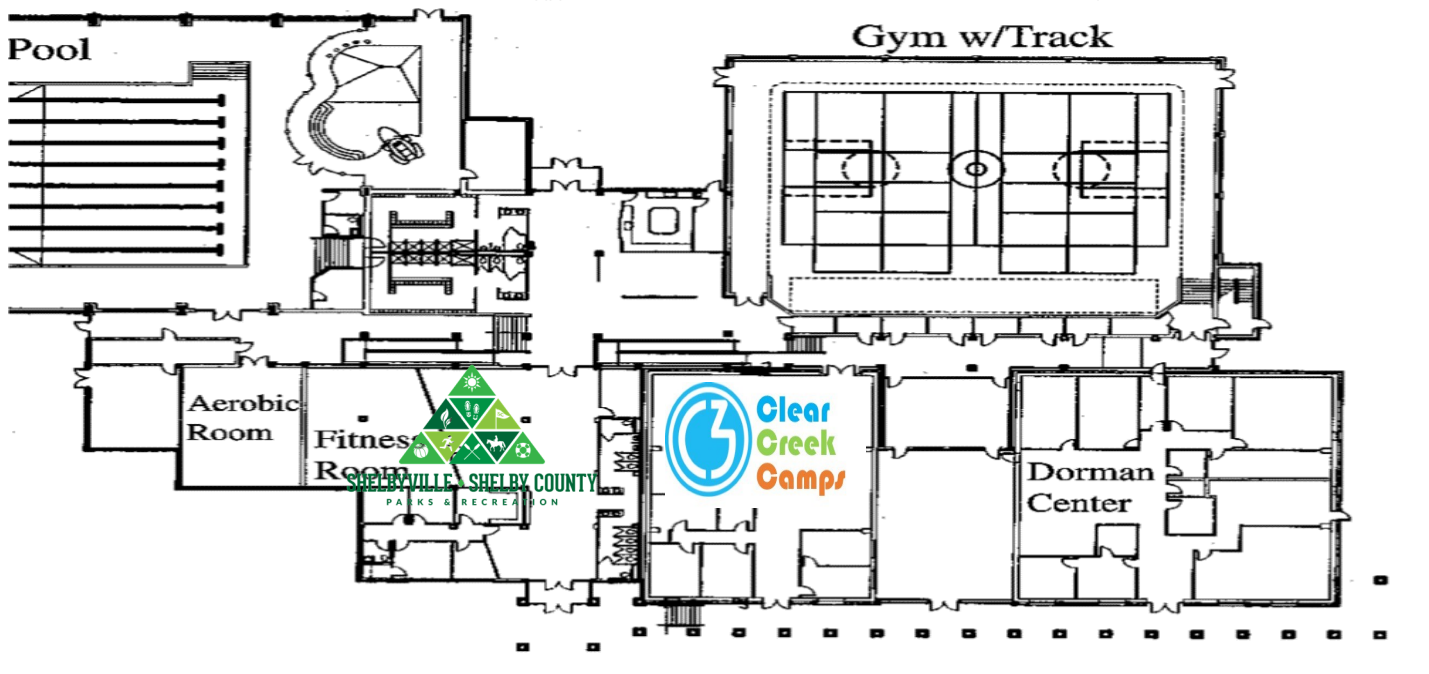 Pool
Gym w/Track
Aerobic
Room
Fitness
Room
SHELBYVILLE SHELBY COUNTY
PARKS & RECREATION
Clear
Creek
Camps
Dorman
Center